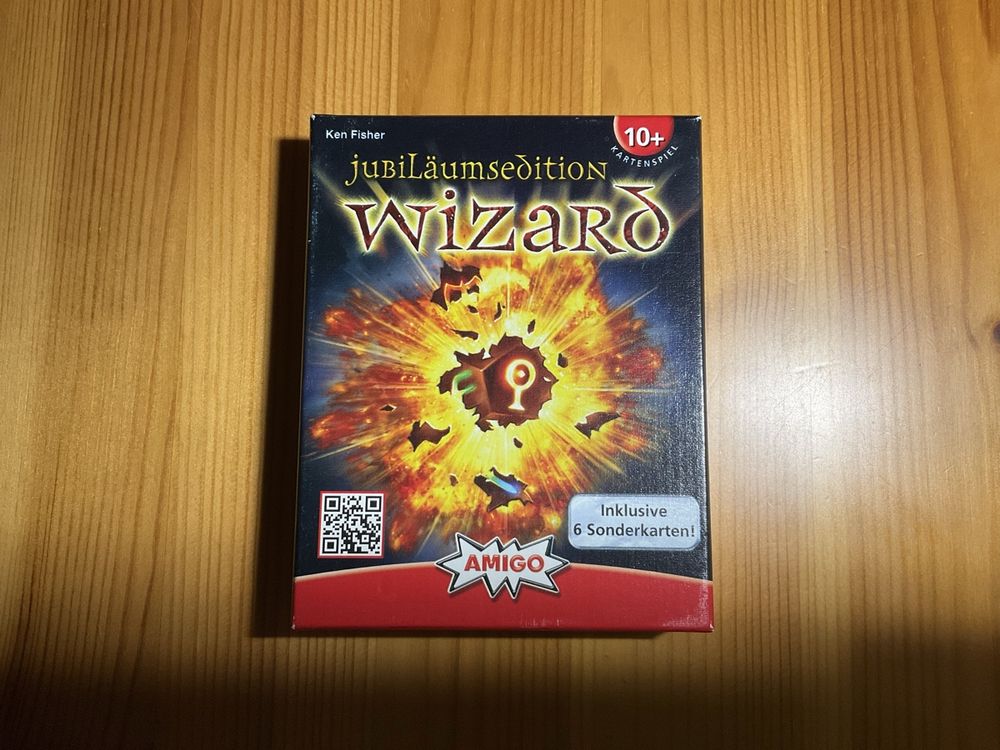 Ken Fisher
10+
KARTENSPIEL
jubiläumsedition
wizard
Inklusive
6 Sonderkarten!
AMIGO